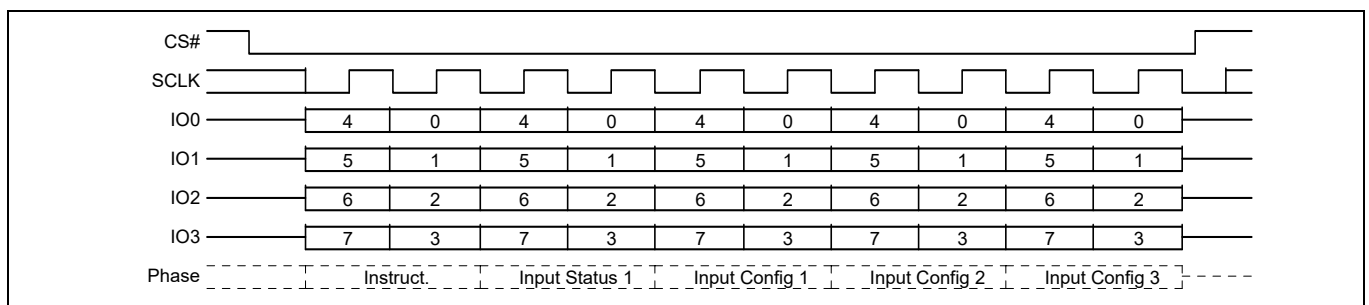 CS#
SCLK
IO0 4 0 4 0 4 0 4 0 4 0
IO1 5 1 5 1 5 1 5 1 5 1
IO2 6 2 6 2 6 2 6 2 6 2
IO3 7 3 7 3 7 3 7 3 7 3
Phase Instruct. Input Status 1 Input Config 1 Input Config 2 Input Config 3